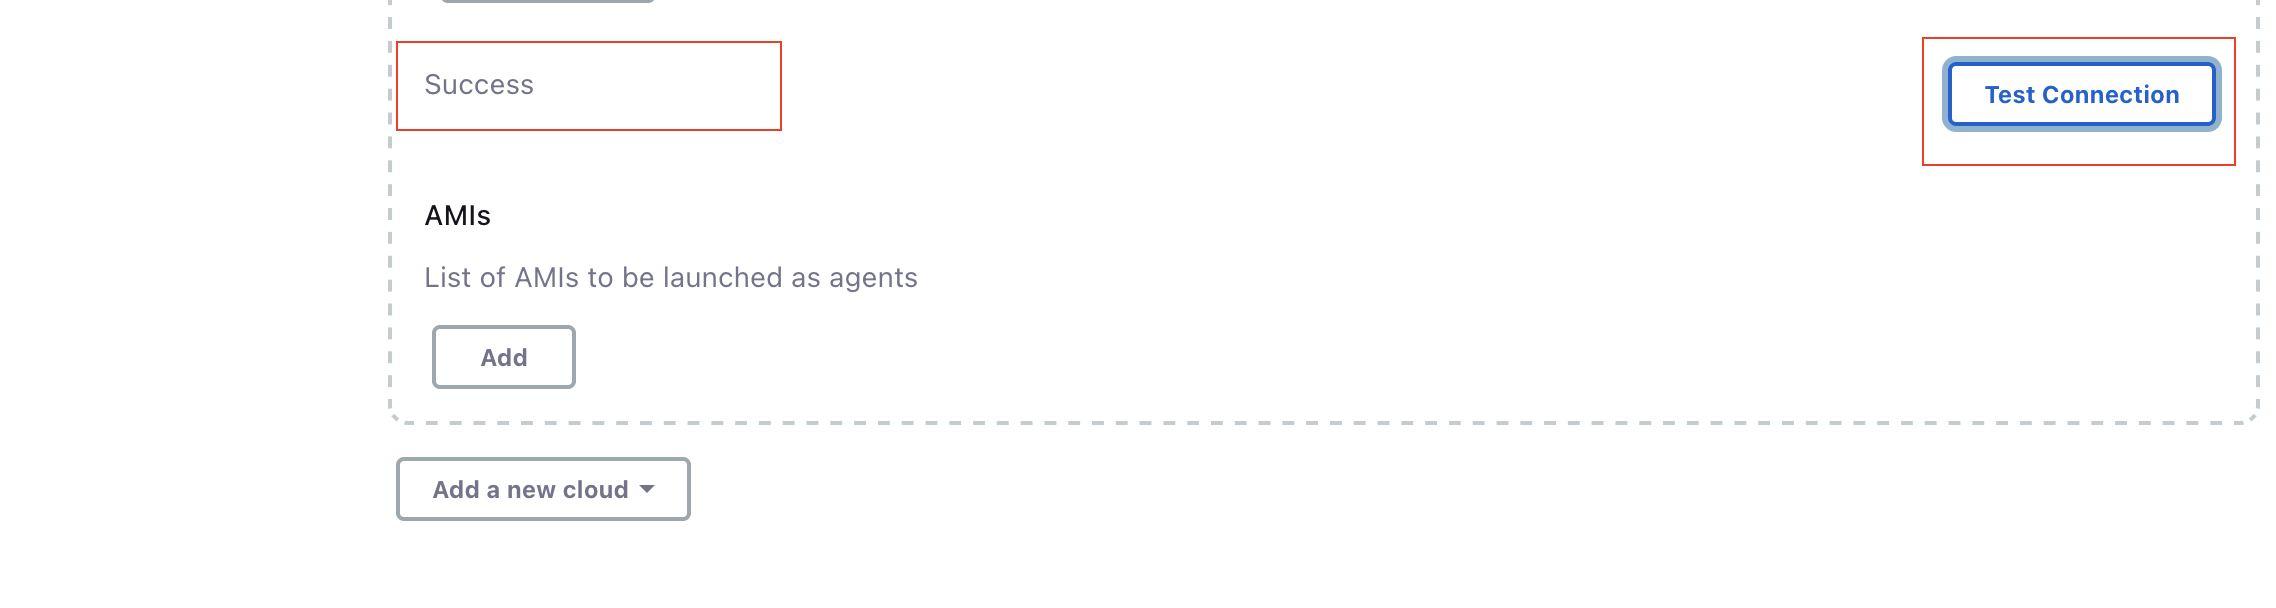 Success
Test Connection
AMIs
List of AMIs to be launched as agents
Add
Add a new cloud